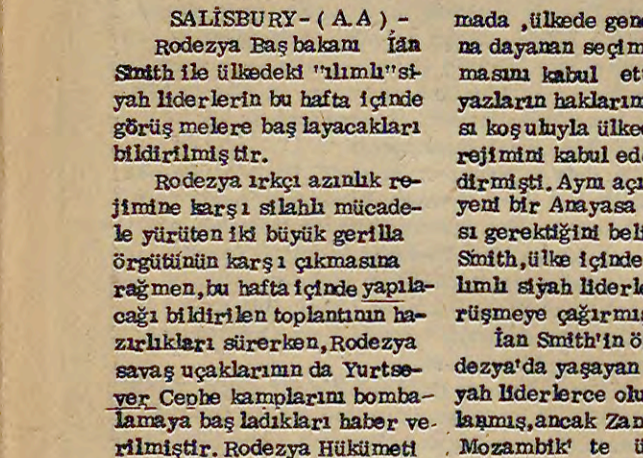 SALİSBURY- ( A.A ) -
Rodezya Başbakanı İan
Smith ile ülkedeki "ılımlı"si-
yah liderlerin bu hafta içinde
görüşmelere başlayacakları
bildirilmiştir.
Rodezya ırkçı azınlık re-
jimine karşı silahlı mücade-
le yürüten iki büyük gerilla
örgütünün karşı çıkmasına
rağmen,bu hafta içinde yapıla-
cağı bildirilen toplantının ha-
zırlıkları sürerken,Rodezya
savaş uçaklarının da Yurtse-
ver Cephe kamplarını bomba-
lamaya başladıkları haber ve-
rilmiştir. Rodezya Hükümeti
mada ,ülkede gen
na dayanan seçim
masını kabul et
yazların hakların
sı koşuluyla ülke
rejimini kabul ed
dirmişti. Aynı aç
yeni bir Anayasa
sı gerektiğini bel
Smith,ülke içinde
lımlı siyah liderl
rüşmeye çağırmış
İan Smith'in ö
dezya'da yaşayan
yah liderlerce olu
lanmış,ancak Zam
Mozambik' te ü